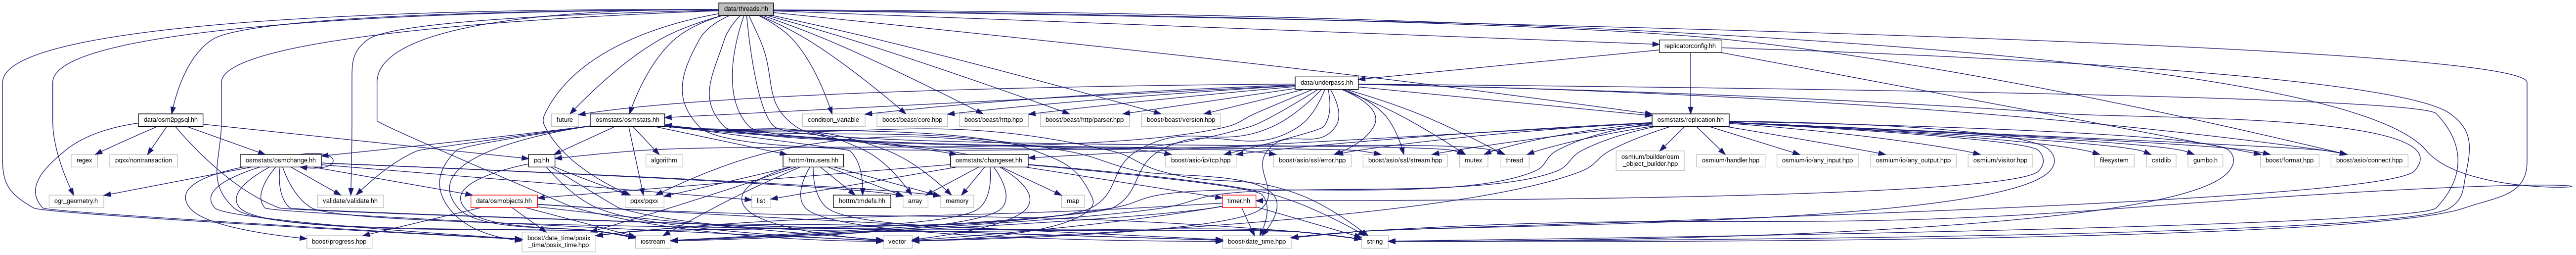 data/threads.hh
replicatorconfig.hh
data/underpass.hh
data/osm2pgsql.hh
future
osmstats/osmstats.hh
condition_variable
boost/beast/core.hpp
boost/beast/http.hpp
boost/beast/http/parser.hpp
boost/beast/version.hpp
osmstats/replication.hh
regex
pqxx/nontransaction
osmstats/osmchange.hh
pq.hh
algorithm
hottm/tmusers.hh
osmstats/changeset.hh
boost/asio/ip/tcp.hpp
boost/asio/ssl/error.hpp
boost/asio/ssl/stream.hpp
mutex
thread
osmium/builder/osm
_object_builder.hpp
osmium/handler.hpp
osmium/io/any_input.hpp
osmium/io/any_output.hpp
osmium/visitor.hpp
filesystem
cstdlib
gumbo.h
boost/format.hpp
boost/asio/connect.hpp
ogr_geometry.h
validate/validate.hh
data/osmobjects.hh
pqxx/pqxx
list
hottm/tmdefs.hh
array
memory
map
timer.hh
boost/progress.hpp
boost/date_time/posix
_time/posix_time.hpp
iostream
vector
boost/date_time.hpp
string